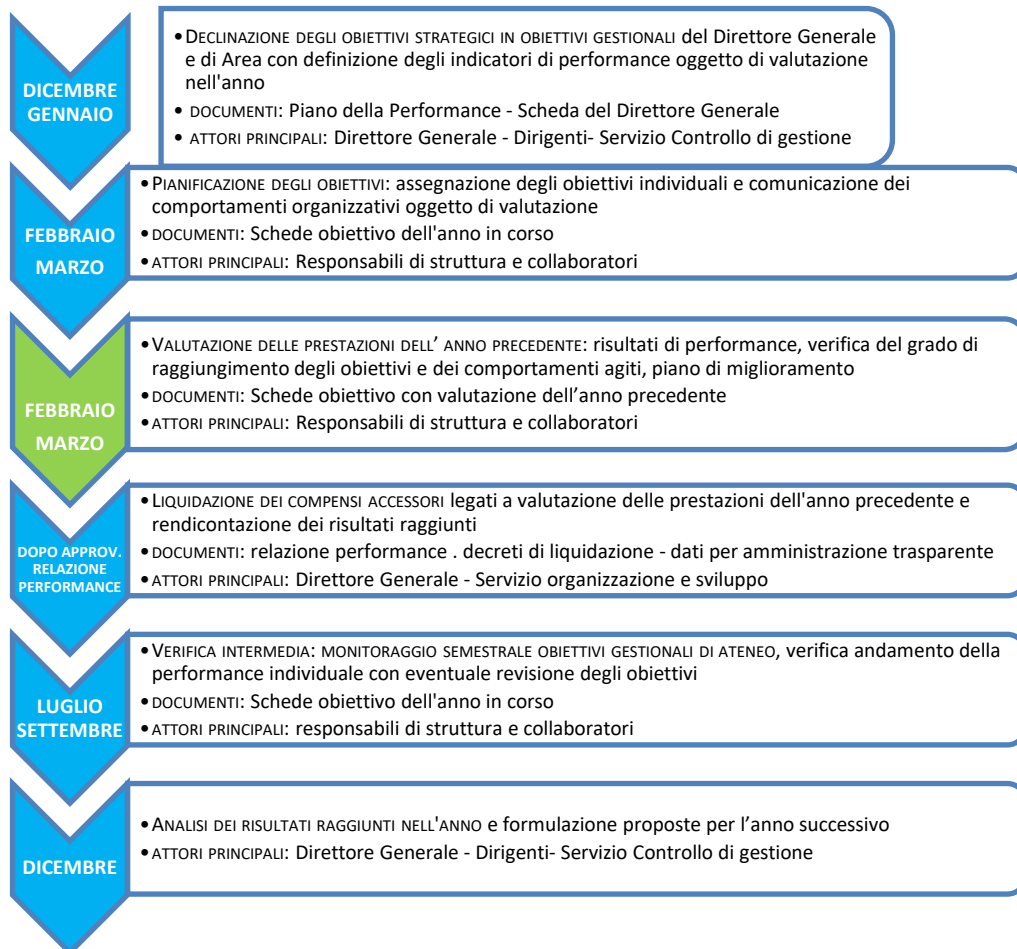 DICEMBRE
GENNAIO
• DECLINAZIONE DEGLI OBIETTIVI STRATEGICI IN OBIETTIVI GESTIONALI del Direttore Generale
e di Area con definizione degli indicatori di performance oggetto di valutazione
nell'anno
• DOCUMENTI: Piano della Performance - Scheda del Direttore Generale
• ATTORI PRINCIPALI: Direttore Generale - Dirigenti- Servizio Controllo di gestione
FEBBRAIO
MARZO
• PIANIFICAZIONE DEGLI OBIETTIVI: assegnazione degli obiettivi individuali e comunicazione dei
comportamenti organizzativi oggetto di valutazione
• DOCUMENTI: Schede obiettivo dell'anno in corso
• ATTORI PRINCIPALI: Responsabili di struttura e collaboratori
FEBBRAIO
MARZO
• VALUTAZIONE DELLE PRESTAZIONI DELL' ANNO PRECEDENTE: risultati di performance, verifica del grado di
raggiungimento degli obiettivi e dei comportamenti agiti, piano di miglioramento
• DOCUMENTI: Schede obiettivo con valutazione dell'anno precedente
• ATTORI PRINCIPALI: Responsabili di struttura e collaboratori
DOPO APPROV.
RELAZIONE
PERFORMANCE
• LIQUIDAZIONE DEI COMPENSI ACCESSORI legati a valutazione delle prestazioni dell'anno precedente e
rendicontazione dei risultati raggiunti
• DOCUMENTI: relazione performance . decreti di liquidazione - dati per amministrazione trasparente
• ATTORI PRINCIPALI: Direttore Generale - Servizio organizzazione e sviluppo
LUGLIO
SETTEMBRE
• VERIFICA INTERMEDIA: MONITORAGGIO SEMESTRALE OBIETTIVI GESTIONALI DI ATENEO, verifica andamento della
performance individuale con eventuale revisione degli obiettivi
• DOCUMENTI: Schede obiettivo dell'anno in corso
• ATTORI PRINCIPALI: responsabili di struttura e collaboratori
DICEMBRE
• ANALISI DEI RISULTATI RAGGIUNTI NELL'ANNO e formulazione proposte per l'anno successivo
• ATTORI PRINCIPALI: Direttore Generale - Dirigenti- Servizio Controllo di gestione